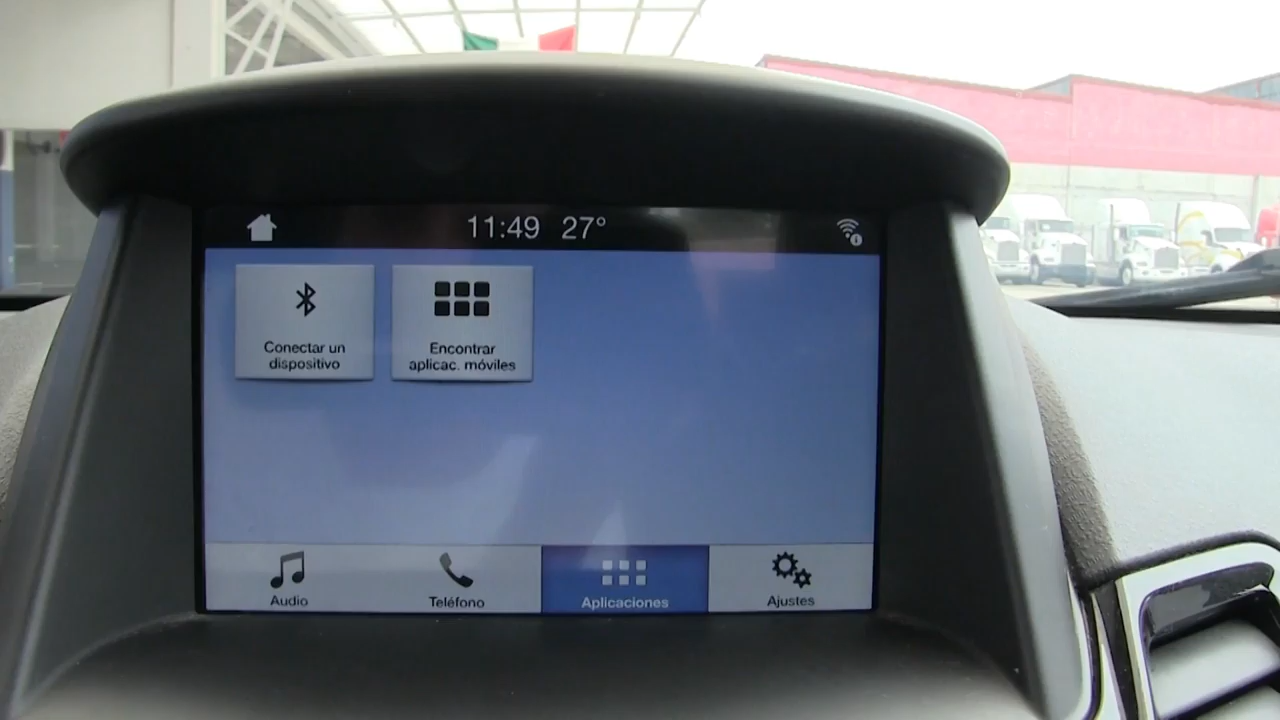 11:49 27°
Conectar un
dispositivo
Encontrar
aplicac. móviles
Audio
Teléfono
Aplicaciones
Ajustes